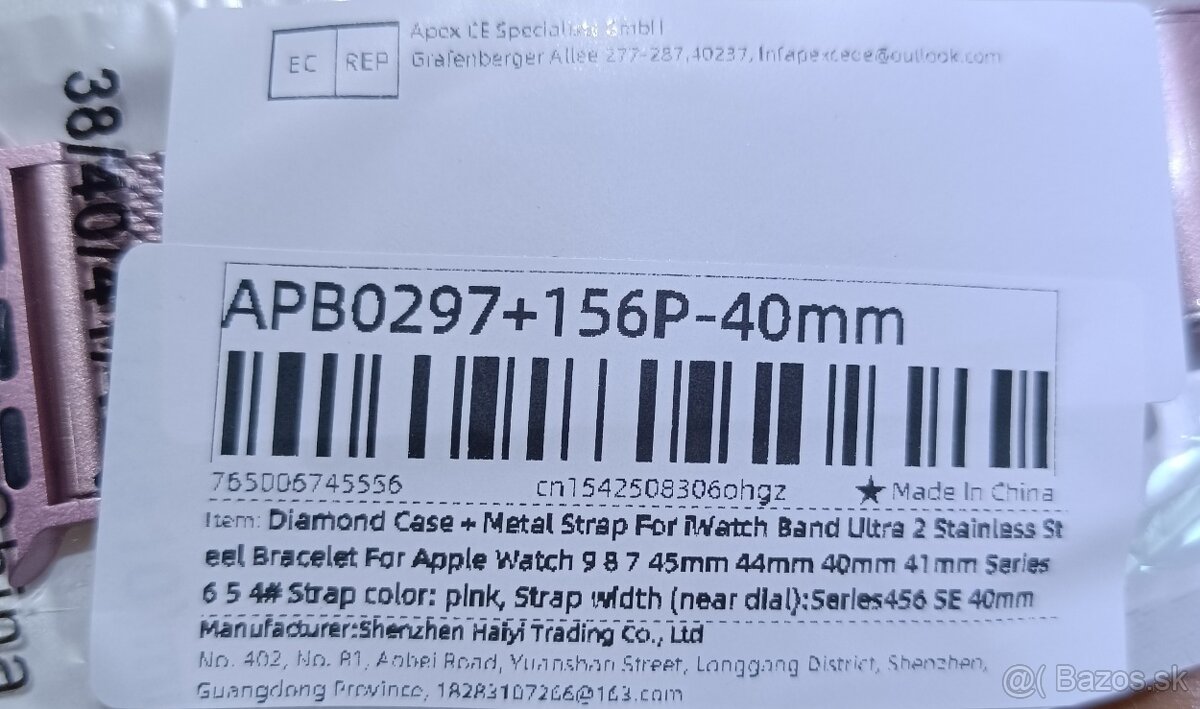 EC REP
Apex CE Specialists GmbH
Grafenberger Allee 277-287,40237, Infapexcece@outlook.com
38/40/41
APB0297+156P-40mm
765006745556 cn1542508306ohgz ★ Made In China
Item: Diamond Case + Metal Strap For iWatch Band Ultra 2 Stainless St
eel Bracelet For Apple Watch 9 8 7 45mm 44mm 40mm 41mm Series
6 5 4# Strap color: pink, Strap width (near dial):Series456 SE 40mm
Manufacturer:Shenzhen Haiyi Trading Co., Ltd
No. 402, No. 81, Aobei Road, Yuanshan Street, Longgang District, Shenzhen,
Guangdong Province, 18283107266@163.com
China
@( Bazos.sk